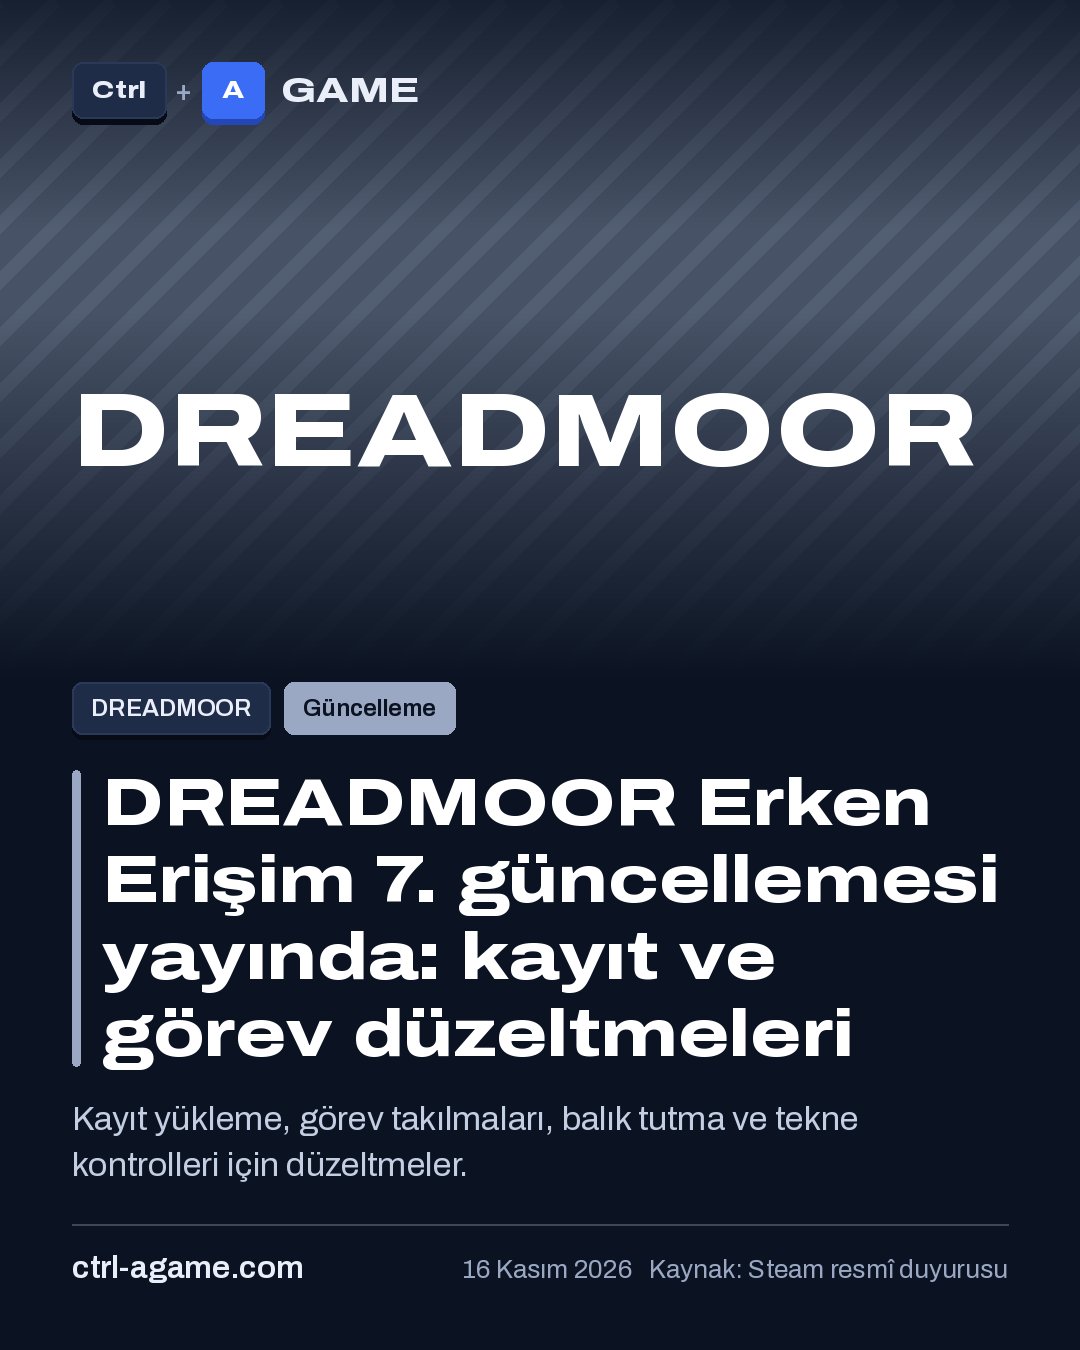 Ctrl + A GAME
DREADMOOR
DREADMOOR Güncelleme
DREADMOOR Erken
Erişim 7. güncellemesi
yayında: kayıt ve
görev düzeltmeleri
Kayıt yükleme, görev takılmaları, balık tutma ve tekne
kontrolleri için düzeltmeler.
ctrl-agame.com 16 Kasım 2026 Kaynak: Steam resmî duyurusu